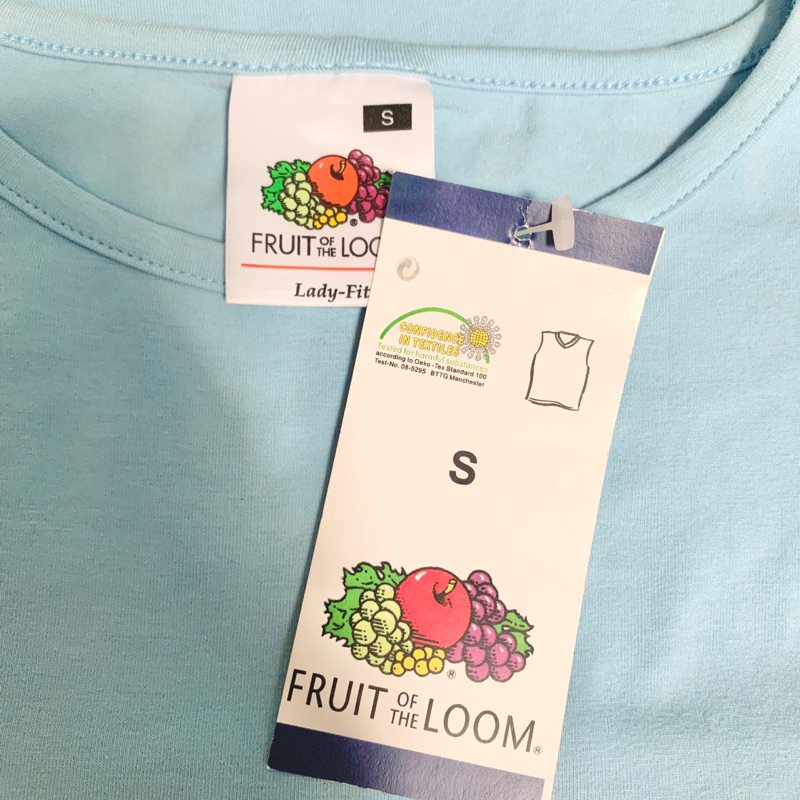 S
FRUIT OF THE LOO
®
Lady-Fit
CONFIDENCE
IN TEXTILES
Tested for harmful substances
according to Oeko-Tex Standard 100
Test-No. 08-5295 BTTG Manchester
S
®
FRUIT OF THE LOOM®